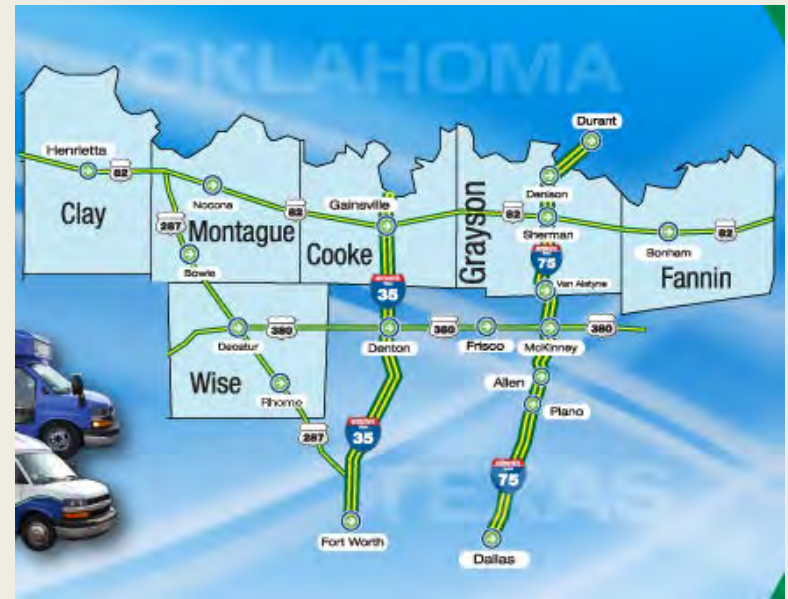 OKLAHOMA
Durant
Henrietta
82
Denison
Nocona
Clay
287
Montague
82
Gainsville
Cooke
Grayson
82
Sherman
82
82
Bonham
Fannin
Bowie
35
75
Van Alstyne
380
380
380
Decatur
Denton
Frisco
McKinney
Wise
Rhome
Allen
Plano
287
35
75
TEXAS
Fort Worth
Dallas